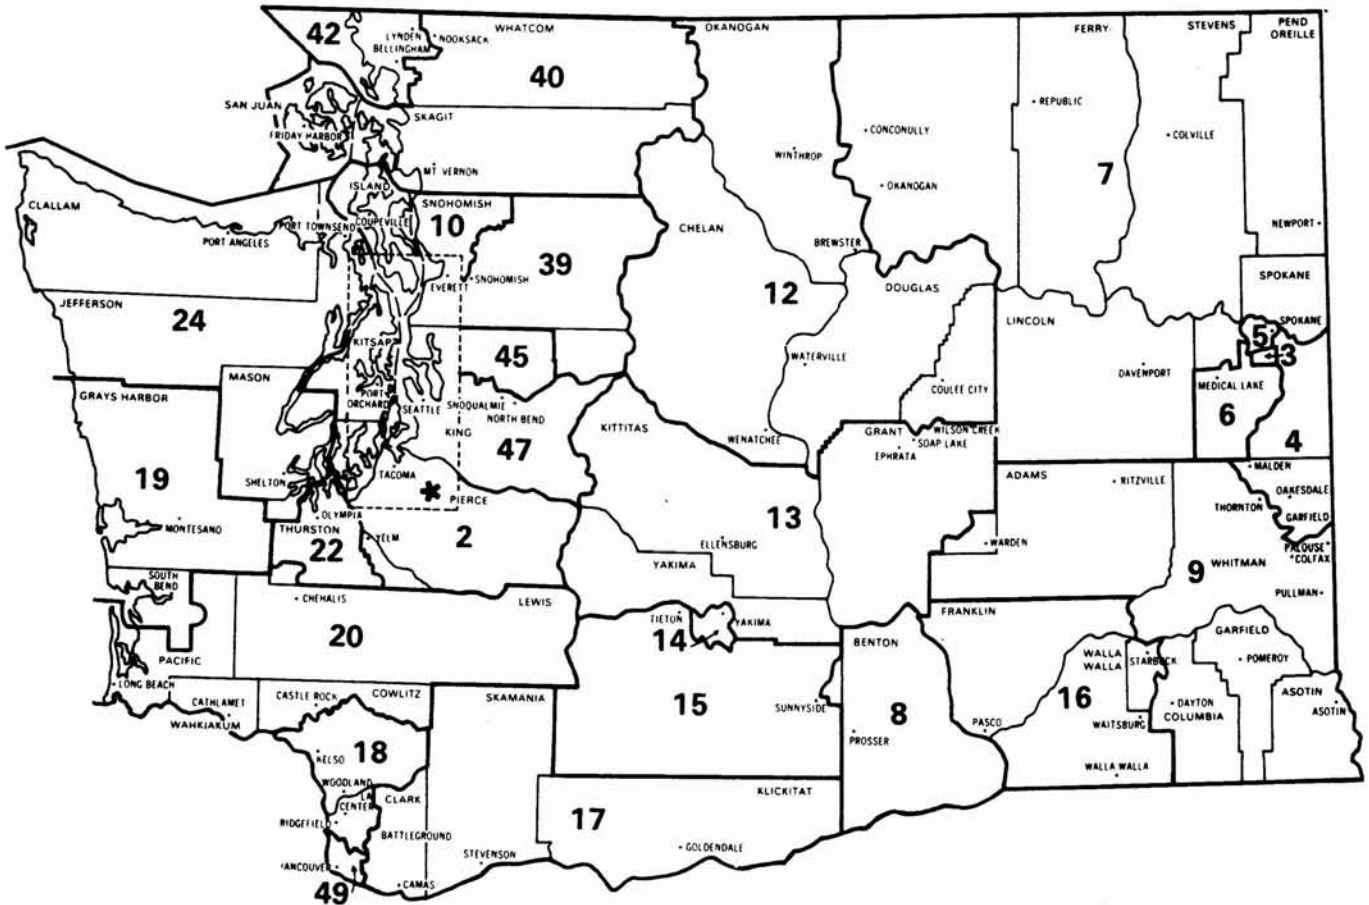 42
LYNDEN
NOOKSACK
BELLINGHAM
WHATCOM
40
OKANOGAN
FERRY
STEVENS
PEND
OREILLE
SAN JUAN
FRIDAY HARBOR
SKAGIT
MT VERNON
REPUBLIC
CONCONULLY
COLVILLE
WINTHROP
OKANOGAN
7
NEWPORT
CLALLAM
PORT ANGELES
PORT TOWNSEND
ISLAND
COUPEVILLE
SNOHOMISH
10
39
EVERETT
SNOHOMISH
CHELAN
BREWSTER
12
DOUGLAS
SPOKANE
JEFFERSON
24
KITSAP
45
LINCOLN
SPOKANE
5
3
WATERVILLE
DAVENPORT
MEDICAL LAKE
6
4
MASON
GRAYS HARBOR
PORT
ORCHARD
SEATTLE
SNOQUALMIE
NORTH BEND
KING
47
COULEE CITY
KITTITAS
WENATCHEE
GRANT
WILSON CREEK
SOAP LAKE
EPHRATA
19
SHELTON
TACOMA
*
PIERCE
ADAMS
RITZVILLE
MALDEN
OAKESDALE
THORNTON
GARFIELD
MONTESANO
OLYMPIA
THURSTON
22
YELM
2
13
ELLENSBURG
YAKIMA
WARDEN
PALOUSE
COLFAX
9
WHITMAN
PULLMAN
SOUTH
BEND
CHEHALIS
LEWIS
20
TIETON
YAKIMA
14
FRANKLIN
BENTON
GARFIELD
PACIFIC
WALLA
WALLA
STARBUCK
POMEROY
LONG BEACH
CATHLAMET
WAHKIAKUM
CASTLE ROCK
COWLITZ
SKAMANIA
15
SUNNYSIDE
8
16
PASCO
WAITSBURG
DAYTON
COLUMBIA
ASOTIN
ASOTIN
18
KELSO
PROSSER
WALLA WALLA
WOODLAND
LA
CENTER
CLARK
RIDGEFIELD
BATTLEGROUND
KLICKITAT
17
GOLDENDALE
STEVENSON
VANCOUVER
CAMAS
49